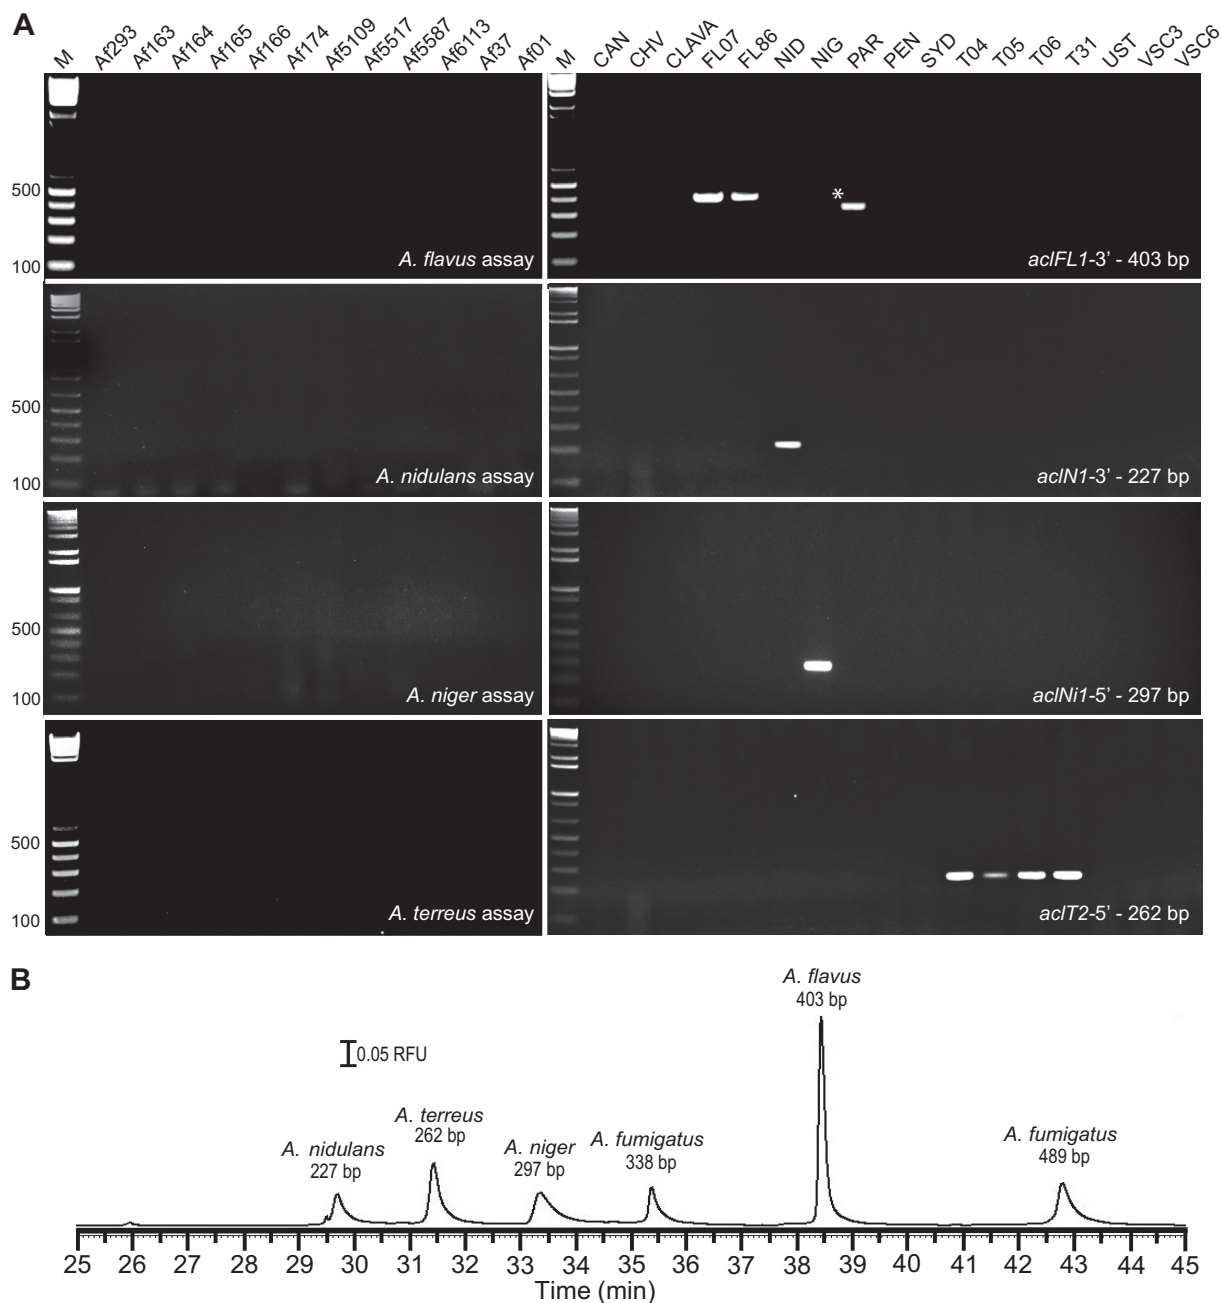 A
M Af293 Af163 Af164 Af165 Af166 Af174 Af5109 Af5517 Af5587 Af6113 Af37 Af01 M CAN CHV CLAVA FL07 FL86 NID NIG PAR PEN SYD T04 T05 T06 T31 UST VSC3 VSC6
500
100
*
A. flavus assay
aclFL1-3' - 403 bp
500
100
A. nidulans assay
aclN1-3' - 227 bp
500
100
A. niger assay
aclNi1-5' - 297 bp
500
100
A. terreus assay
aclT2-5' - 262 bp
B
A. flavus
403 bp
0.05 RFU
A. terreus
262 bp
A. nidulans
227 bp
A. niger
297 bp
A. fumigatus
338 bp
A. fumigatus
489 bp
25 26 27 28 29 30 31 32 33 34 35 36 37 38 39 40 41 42 43 44 45
Time (min)